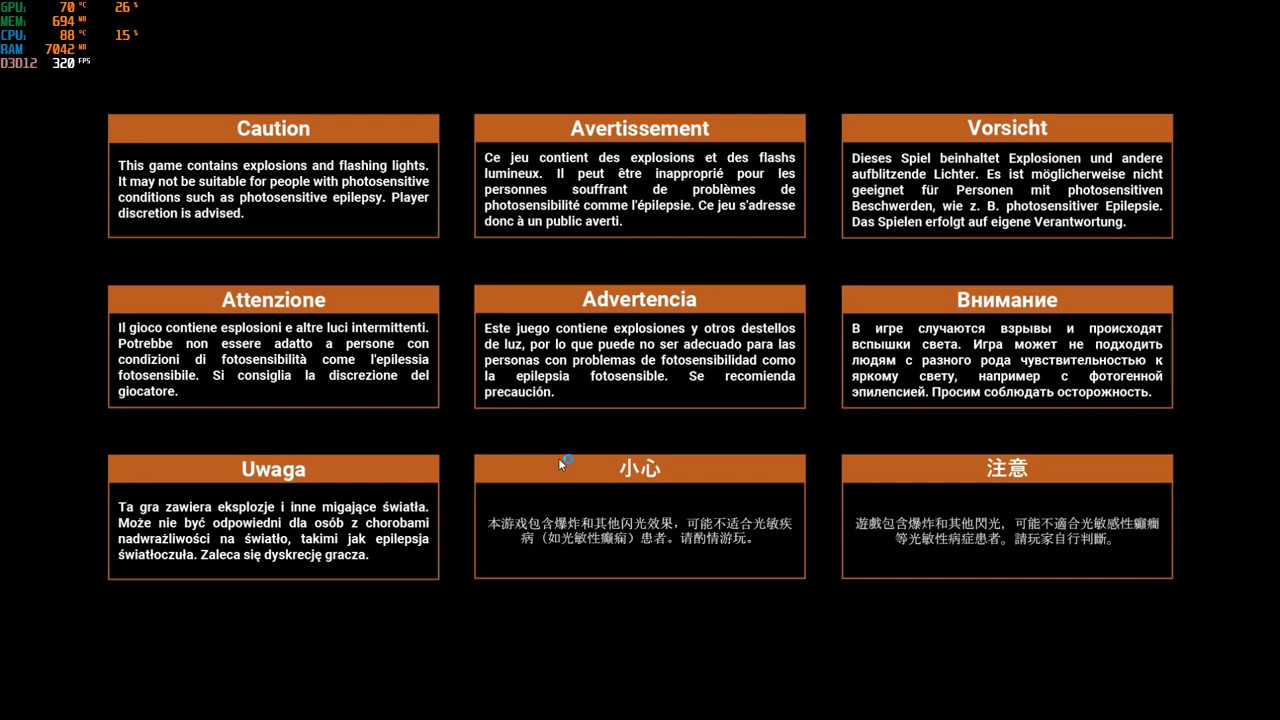 GPU: 70 °C 26 %
MEM: 694 MB
CPU: 88 °C 15 %
RAM 7042 MB
D3D12 320 FPS
Caution
This game contains explosions and flashing lights.
It may not be suitable for people with photosensitive
conditions such as photosensitive epilepsy. Player
discretion is advised.
Avertissement
Ce jeu contient des explosions et des flashs
lumineux. Il peut être inapproprié pour les
personnes souffrant de problèmes de
photosensibilité comme l'épilepsie. Ce jeu s'adresse
donc à un public averti.
Vorsicht
Dieses Spiel beinhaltet Explosionen und andere
aufblitzende Lichter. Es ist möglicherweise nicht
geeignet für Personen mit photosensitiven
Beschwerden, wie z. B. photosensitiver Epilepsie.
Das Spielen erfolgt auf eigene Verantwortung.
Attenzione
Il gioco contiene esplosioni e altre luci intermittenti.
Potrebbe non essere adatto a persone con
condizioni di fotosensibilità come l'epilessia
fotosensibile. Si consiglia la discrezione del
giocatore.
Advertencia
Este juego contiene explosiones y otros destellos
de luz, por lo que puede no ser adecuado para las
personas con problemas de fotosensibilidad como
la epilepsia fotosensible. Se recomienda
precaución.
Внимание
В игре случаются взрывы и происходят
вспышки света. Игра может не подходить
людям с разного рода чувствительностью к
яркому свету, например с фотогенной
эпилепсией. Просим соблюдать осторожность.
Uwaga
Ta gra zawiera eksplozje i inne migające światła.
Może nie być odpowiedni dla osób z chorobami
nadwrażliwości na światło, takimi jak epilepsja
światłoczuła. Zaleca się dyskrecję gracza.
小心
本游戏包含爆炸和其他闪光效果，可能不适合光敏疾
病（如光敏性癫痫）患者。请酌情游玩。
注意
遊戲包含爆炸和其他閃光，可能不適合光敏感性癲癇
等光敏性病症患者。請玩家自行判斷。